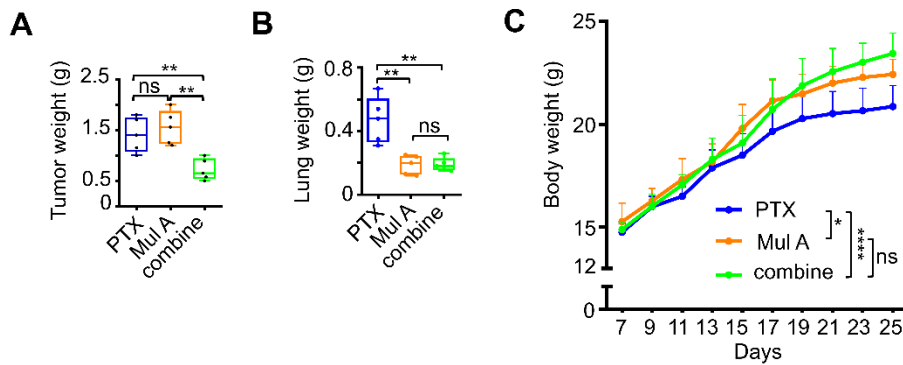 A
Tumor weight (g)
2.5
1.5
0.5
0
**
ns
**
PTX
Mul A
combine
B
Lung weight (g)
0.8
0.4
0
**
**
ns
PTX
Mul A
combine
C
Body weight (g)
25
20
15
12
0
PTX
Mul A
combine
*
****
ns
7 9 11 13 15 17 19 21 23 25
Days